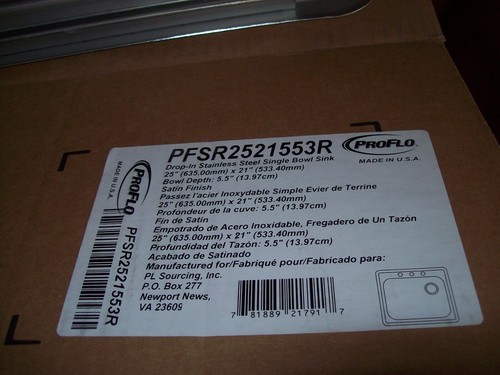 PFSR2521553R
PROFLO
MADE IN U.S.A.
Drop-In Stainless Steel Single Bowl Sink
25" (635.00mm) x 21" (533.40mm)
Bowl Depth: 5.5" (13.97cm)
Satin Finish
Passez l'acier Inoxydable Simple Evier de Terrine
25" (635.00mm) x 21" (533.40mm)
Profondeur de la cuve: 5.5" (13.97cm)
Fin de Satin
Empotrado de Acero Inoxidable, Fregadero de Un Tazón
25" (635.00mm) x 21" (533.40mm)
Profundidad del Tazón: 5.5" (13.97cm)
Acabado de Satinado
Manufactured for/Fabriqué pour/Fabricado para:
PL Sourcing, Inc.
P.O. Box 277
Newport News,
VA 23609
7 81889 21791 7
MADE IN U.S.A.
PROFLO
PFSR2521553R